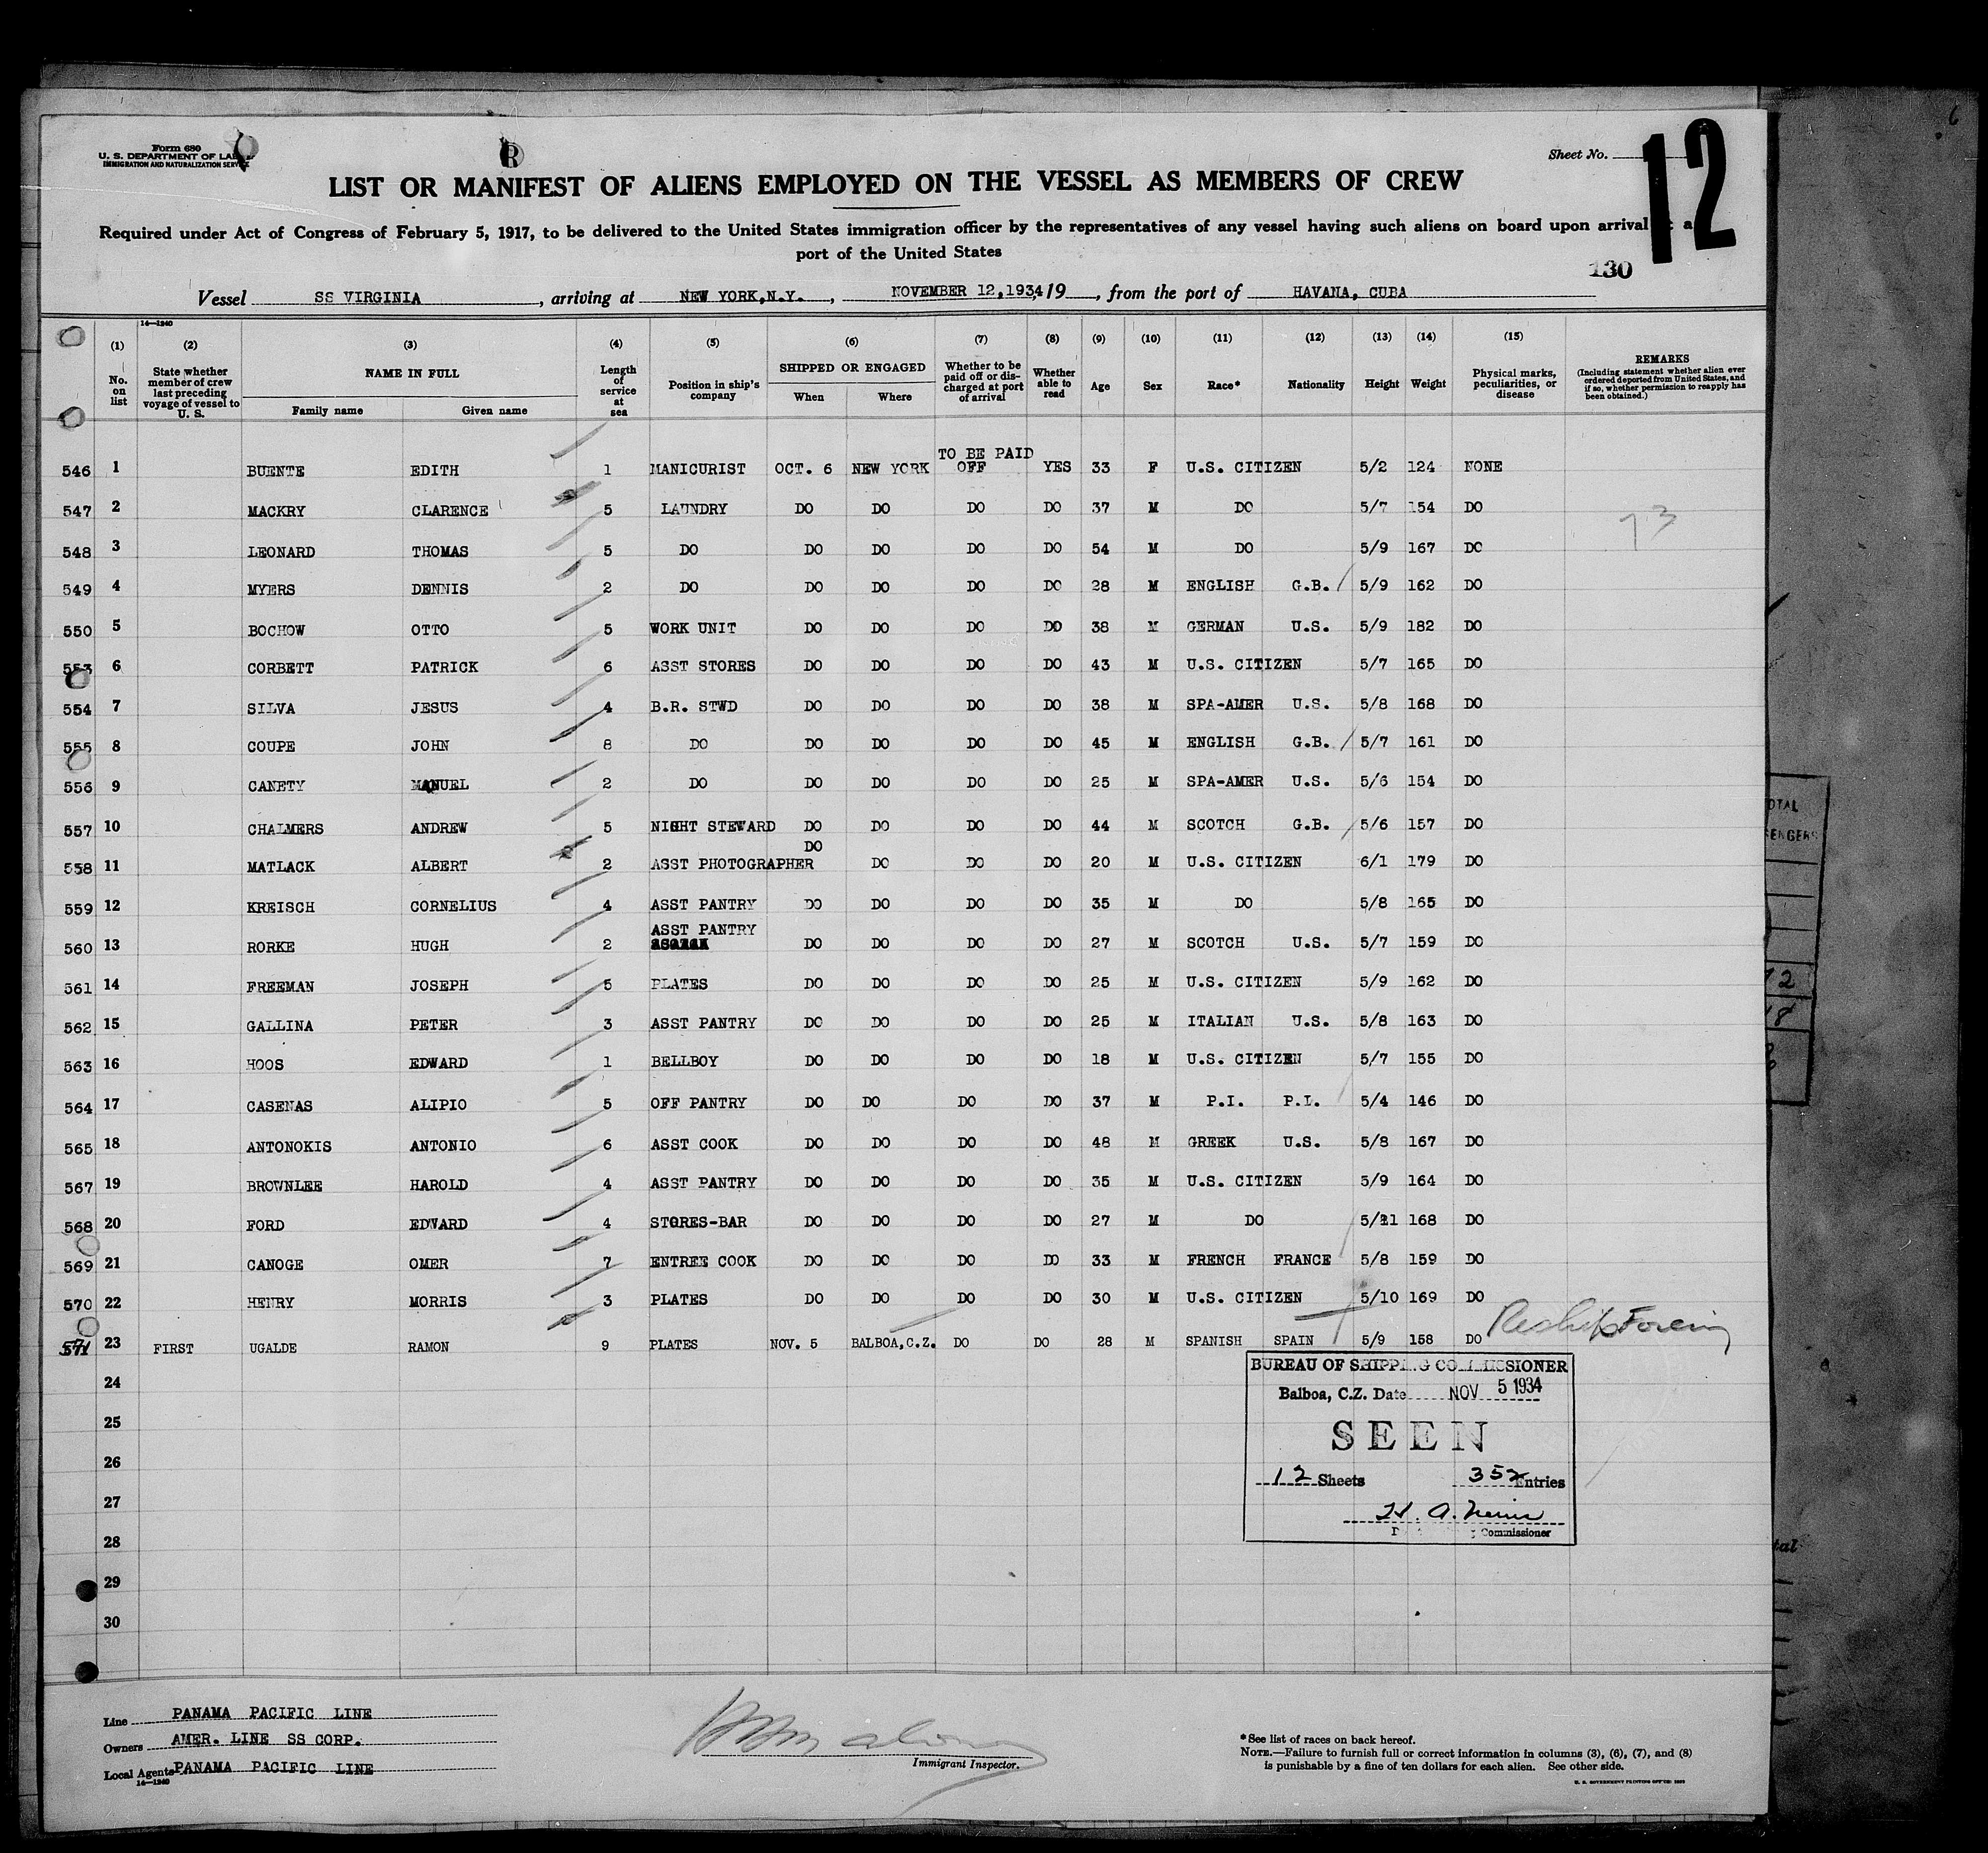 Form 680
U. S. DEPARTMENT OF LABOR
IMMIGRATION AND NATURALIZATION SERVICE
R
Sheet No. 12
LIST OR MANIFEST OF ALIENS EMPLOYED ON THE VESSEL AS MEMBERS OF CREW
Required under Act of Congress of February 5, 1917, to be delivered to the United States immigration officer by the representatives of any vessel having such aliens on board upon arrival at a
port of the United States
130
Vessel SS VIRGINIA, arriving at NEW YORK,N.Y., NOVEMBER 12,1934, 19, from the port of HAVANA, CUBA
14—1240
(1) (2) (3) (4) (5) (6) (7) (8) (9) (10) (11) (12) (13) (14) (15)
No. on list
State whether member of crew last preceding voyage of vessel to U. S.
NAME IN FULL
Family name Given name
Length of service at sea
Position in ship's company
SHIPPED OR ENGAGED
When Where
Whether to be paid off or discharged at port of arrival
Whether able to read
Age Sex Race* Nationality Height Weight
Physical marks, peculiarities, or disease
REMARKS
(Including statement whether alien ever ordered deported from United States, and if so, whether permission to reapply has been obtained.)
546 1 BUENTE EDITH 1 MANICURIST OCT. 6 NEW YORK TO BE PAID OFF YES 33 F U.S. CITIZEN 5/2 124 NONE
547 2 MACKRY CLARENCE 5 LAUNDRY DO DO DO DO 37 M DO 5/7 154 DO
73
548 3 LEONARD THOMAS 5 DO DO DO DO DO 54 M DO 5/9 167 DO
549 4 MYERS DENNIS 2 DO DO DO DO DO 28 M ENGLISH G.B. 5/9 162 DO
550 5 BOCHOW OTTO 5 WORK UNIT DO DO DO DO 38 M GERMAN U.S. 5/9 182 DO
553 6 CORBETT PATRICK 6 ASST STORES DO DO DO DO 43 M U.S. CITIZEN 5/7 165 DO
554 7 SILVA JESUS 4 B.R. STWD DO DO DO DO 38 M SPA-AMER U.S. 5/8 168 DO
555 8 COUPE JOHN 8 DO DO DO DO DO 45 M ENGLISH G.B. 5/7 161 DO
556 9 CANETY MANUEL 2 DO DO DO DO DO 25 M SPA-AMER U.S. 5/6 154 DO
557 10 CHALMERS ANDREW 5 NIGHT STEWARD DO DO DO DO 44 M SCOTCH G.B. 5/6 157 DO
558 11 MATLACK ALBERT 2 ASST PHOTOGRAPHER DO DO DO DO 20 M U.S. CITIZEN 6/1 179 DO
559 12 KREISCH CORNELIUS 4 ASST PANTRY DO DO DO DO 35 M DO 5/8 165 DO
560 13 RORKE HUGH 2 ASST PANTRY DO DO DO DO 27 M SCOTCH U.S. 5/7 159 DO
561 14 FREEMAN JOSEPH 5 PLATES DO DO DO DO 25 M U.S. CITIZEN 5/9 162 DO
562 15 GALLINA PETER 3 ASST PANTRY DO DO DO DO 25 M ITALIAN U.S. 5/8 163 DO
563 16 HOOS EDWARD 1 BELLBOY DO DO DO DO 18 M U.S. CITIZEN 5/7 155 DO
564 17 CASENAS ALIPIO 5 OFF PANTRY DO DO DO DO 37 M P.I. P.I. 5/4 146 DO
565 18 ANTONOKIS ANTONIO 6 ASST COOK DO DO DO DO 48 M GREEK U.S. 5/8 167 DO
567 19 BROWNLEE HAROLD 4 ASST PANTRY DO DO DO DO 35 M U.S. CITIZEN 5/9 164 DO
568 20 FORD EDWARD 4 STORES-BAR DO DO DO DO 27 M DO 5/11 168 DO
569 21 CANOGE OMER 7 ENTREE COOK DO DO DO DO 33 M FRENCH FRANCE 5/8 159 DO
570 22 HENRY MORRIS 3 PLATES DO DO DO DO 30 M U.S. CITIZEN 5/10 169 DO
571 23 FIRST UGALDE RAMON 9 PLATES NOV. 5 BALBOA,C.Z. DO DO 28 M SPANISH SPAIN 5/9 158 DO Reship Foreign
24
25
26
27
28
29
30
BUREAU OF SHIPPING COMMISSIONER
Balboa, C.Z. Date NOV 5 1934
SEEN
12 Sheets 352 Entries
Commissioner
Line PANAMA PACIFIC LINE
Owners AMER. LINE SS CORP.
Local Agents PANAMA PACIFIC LINE
14—1240
Immigrant Inspector.
*See list of races on back hereof.
NOTE.—Failure to furnish full or correct information in columns (3), (6), (7), and (8)
is punishable by a fine of ten dollars for each alien. See other side.
U. S. GOVERNMENT PRINTING OFFICE: 1933